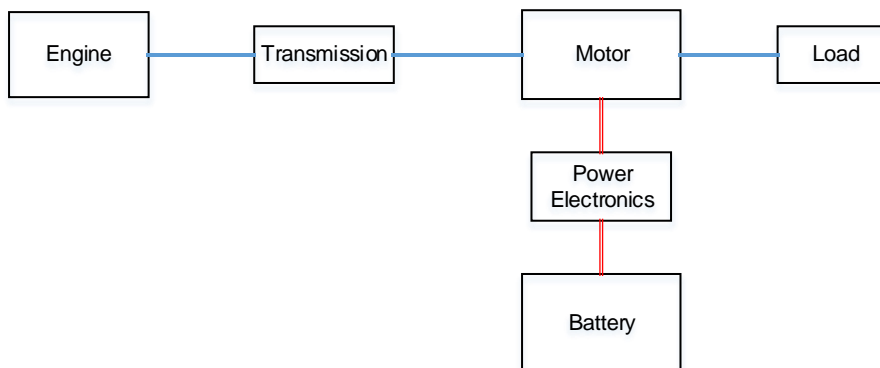 Engine
Transmission
Motor
Load
Power
Electronics
Battery